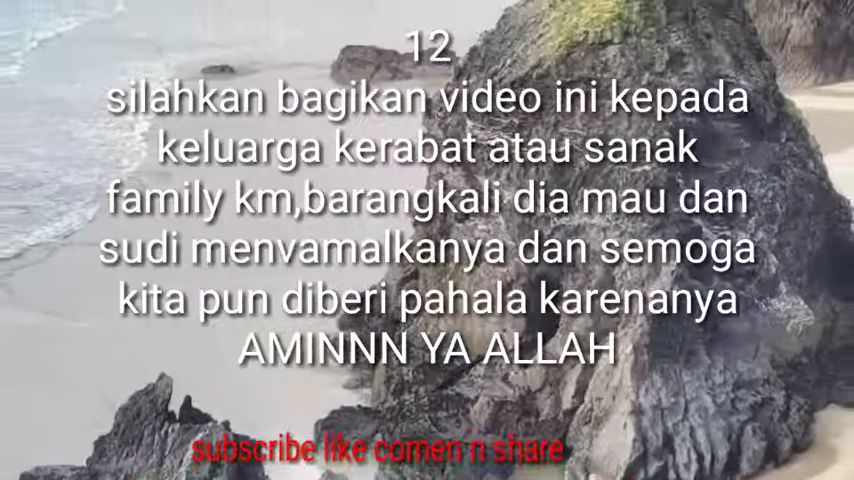 12
silahkan bagikan video ini kepada
keluarga kerabat atau sanak
family km,barangkali dia mau dan
sudi menvamalkanya dan semoga
kita pun diberi pahala karenanya
AMINNN YA ALLAH
subscribe like comen n share